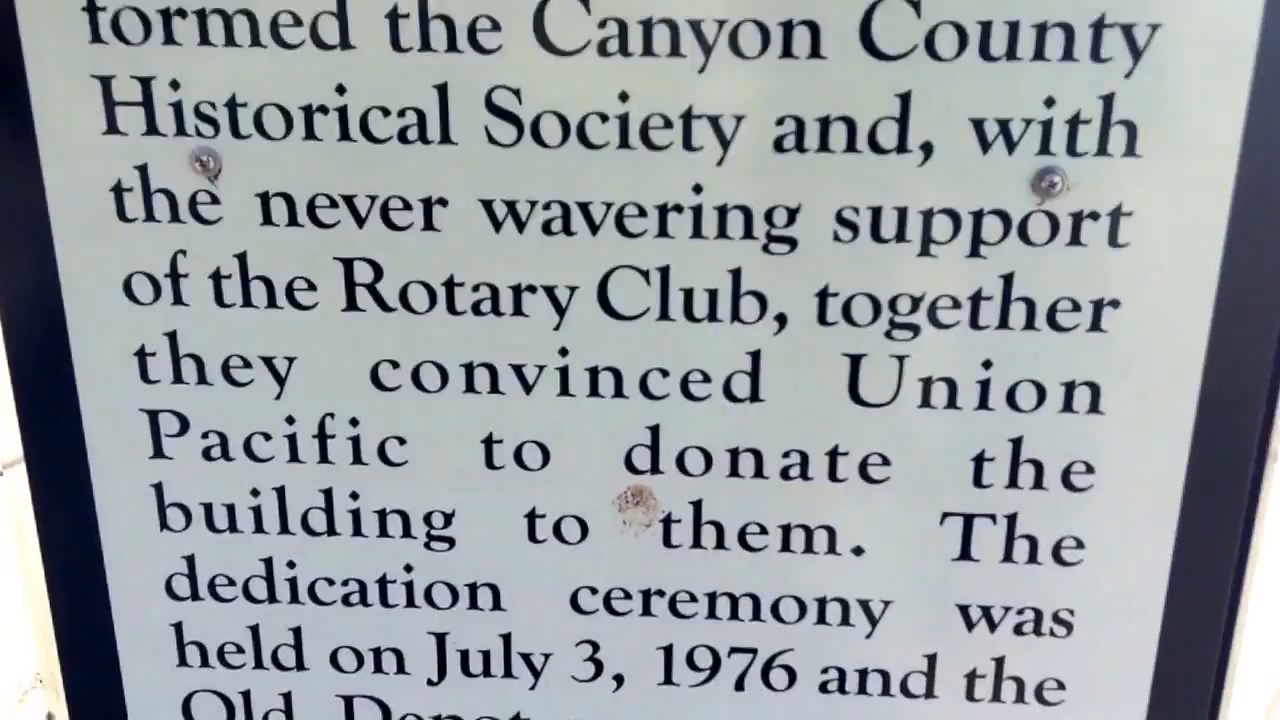 formed the Canyon County
Historical Society and, with
the never wavering support
of the Rotary Club, together
they convinced Union
Pacific to donate the
building to them. The
dedication ceremony was
held on July 3, 1976 and the
Old Depot